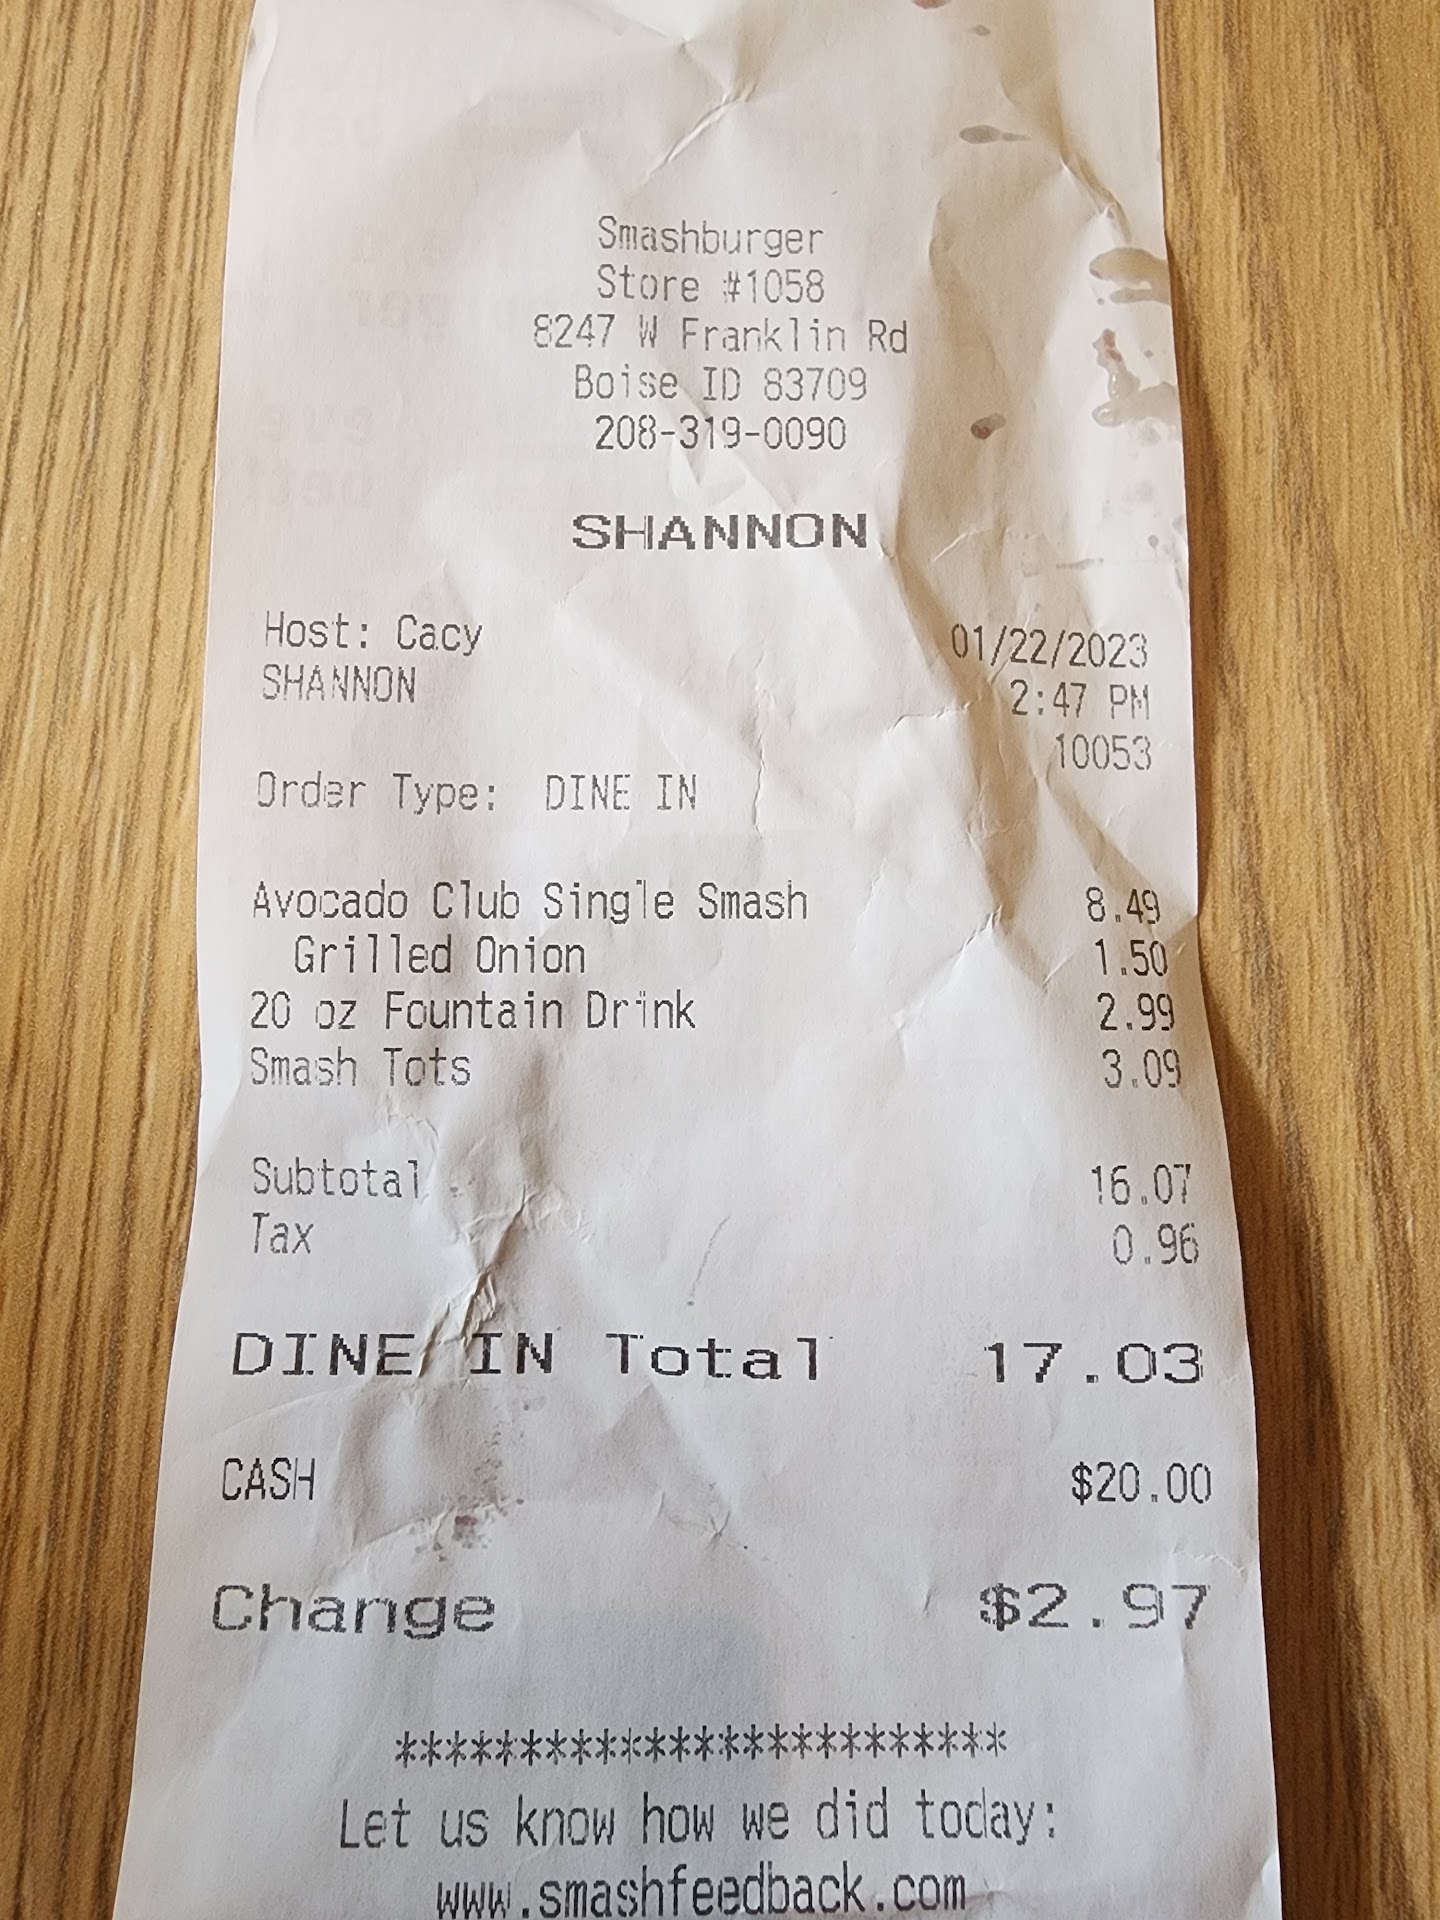 Smashburger
Store #1058
8247 W Franklin Rd
Boise ID 83709
208-319-0090
SHANNON
Host: Cacy 01/22/2023
SHANNON 2:47 PM
10053
Order Type: DINE IN
Avocado Club Single Smash 8.49
Grilled Onion 1.50
20 oz Fountain Drink 2.99
Smash Tots 3.09
Subtotal 16.07
Tax 0.96
DINE IN Total 17.03
CASH $20.00
Change $2.97
*************************
Let us know how we did today:
www.smashfeedback.com